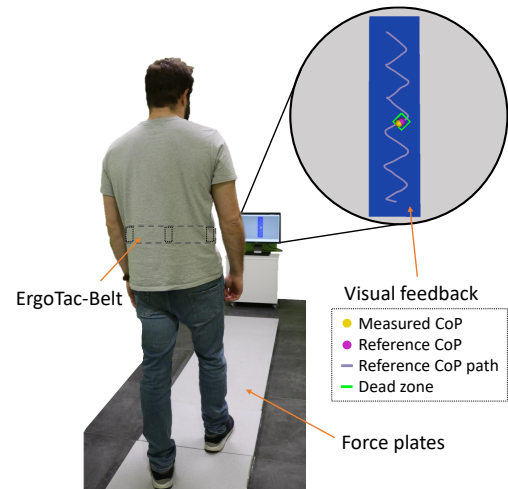 ErgoTac-Belt
Visual feedback
Measured CoP
Reference CoP
Reference CoP path
Dead zone
Force plates